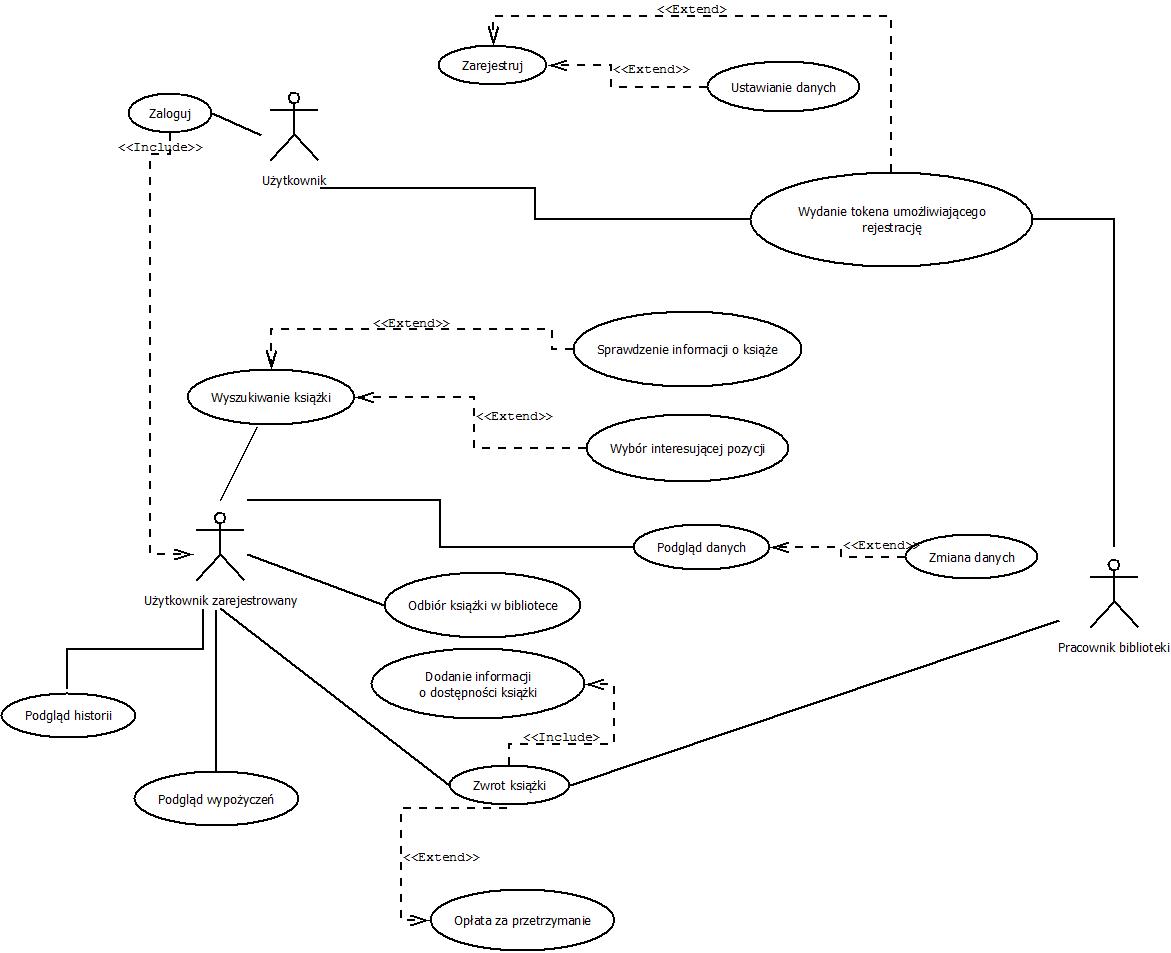 <<Extend>
Zarejestruj
<<Extend>>
Ustawianie danych
Zaloguj
<<Include>>
Użytkownik
Wydanie tokena umożliwiającego
rejestrację
<<Extend>>
Sprawdzenie informacji o książe
Wyszukiwanie książki
<<Extend>>
Wybór interesującej pozycji
Podgląd danych
<<Extend>>
Zmiana danych
Użytkownik zarejestrowany
Odbiór książki w bibliotece
Pracownik biblioteki
Dodanie informacji
o dostępności książki
Podgląd historii
<<Include>
Zwrot książki
Podgląd wypożyczeń
<<Extend>>
Opłata za przetrzymanie